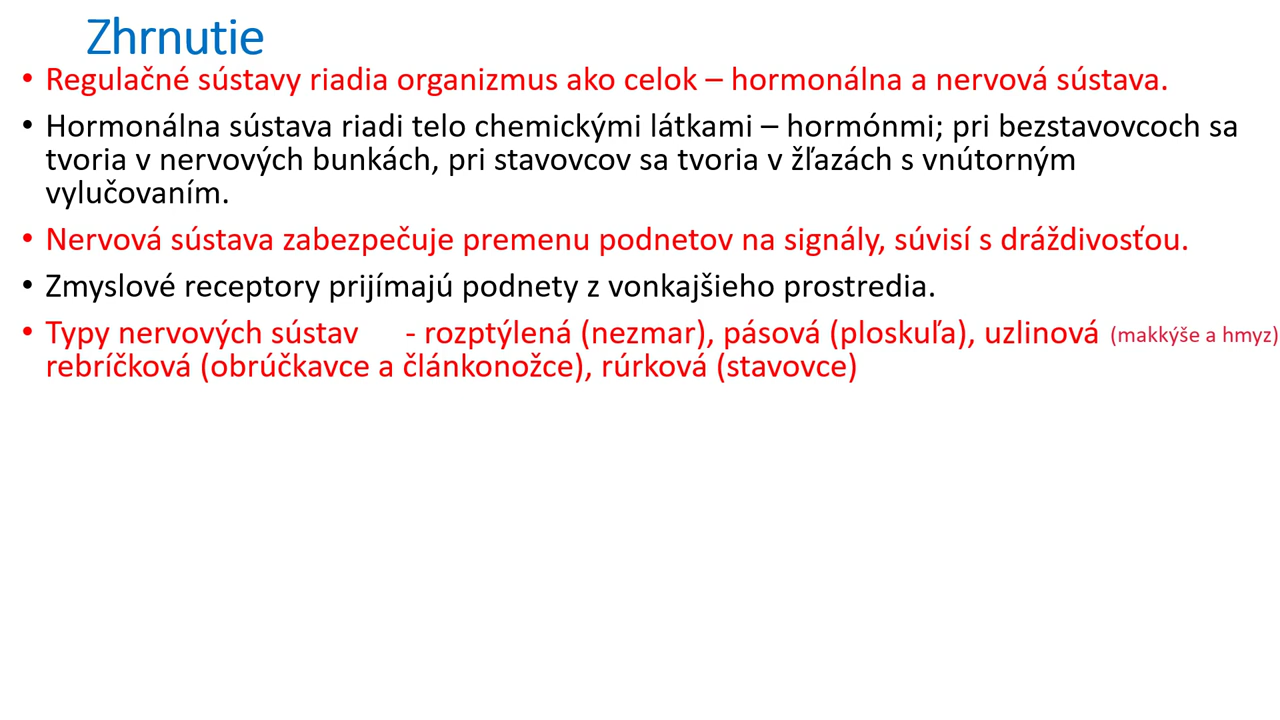 Zhrnutie
• Regulačné sústavy riadia organizmus ako celok – hormonálna a nervová sústava.
• Hormonálna sústava riadi telo chemickými látkami – hormónmi; pri bezstavovcoch sa
tvoria v nervových bunkách, pri stavovcov sa tvoria v žľazách s vnútorným
vylučovaním.
• Nervová sústava zabezpečuje premenu podnetov na signály, súvisí s dráždivosťou.
• Zmyslové receptory prijímajú podnety z vonkajšieho prostredia.
• Typy nervových sústav - rozptýlená (nezmar), pásová (ploskuľa), uzlinová (makkýše a hmyz)
rebríčková (obrúčkavce a článkonožce), rúrková (stavovce)